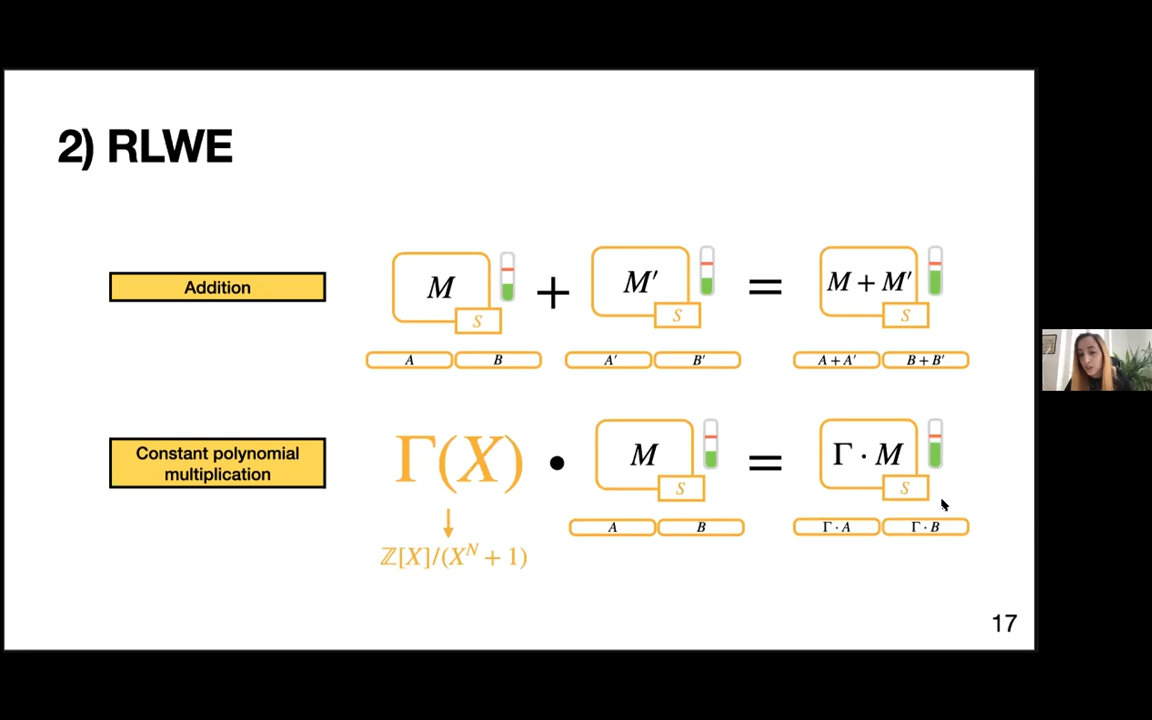 2) RLWE
Addition
M + M′ = M + M′
S S S
A B A′ B′ A + A′ B + B′
Constant polynomial
multiplication
Γ(X) • M = Γ · M
S S
A B Γ · A Γ · B
ℤ[X]/(X^N + 1)
17